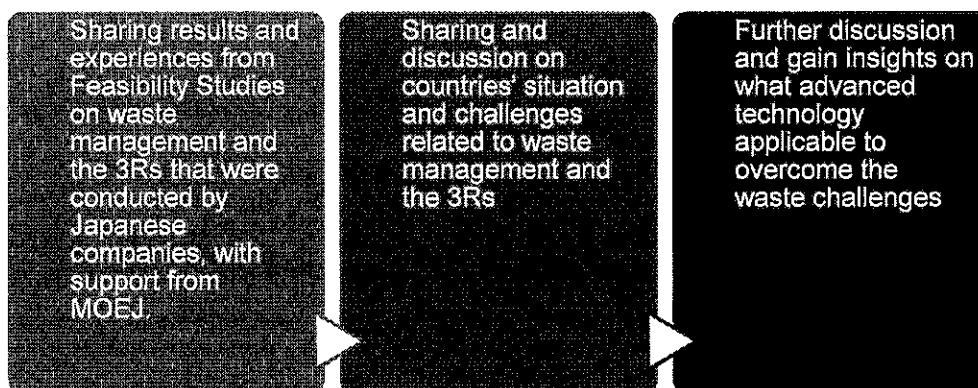 Sharing results and
experiences from
Feasibility Studies
on waste
management and
the 3Rs that were
conducted by
Japanese
companies, with
support from
MOEJ.
Sharing and
discussion on
countries' situation
and challenges
related to waste
management and
the 3Rs
Further discussion
and gain insights on
what advanced
technology
applicable to
overcome the
waste challenges